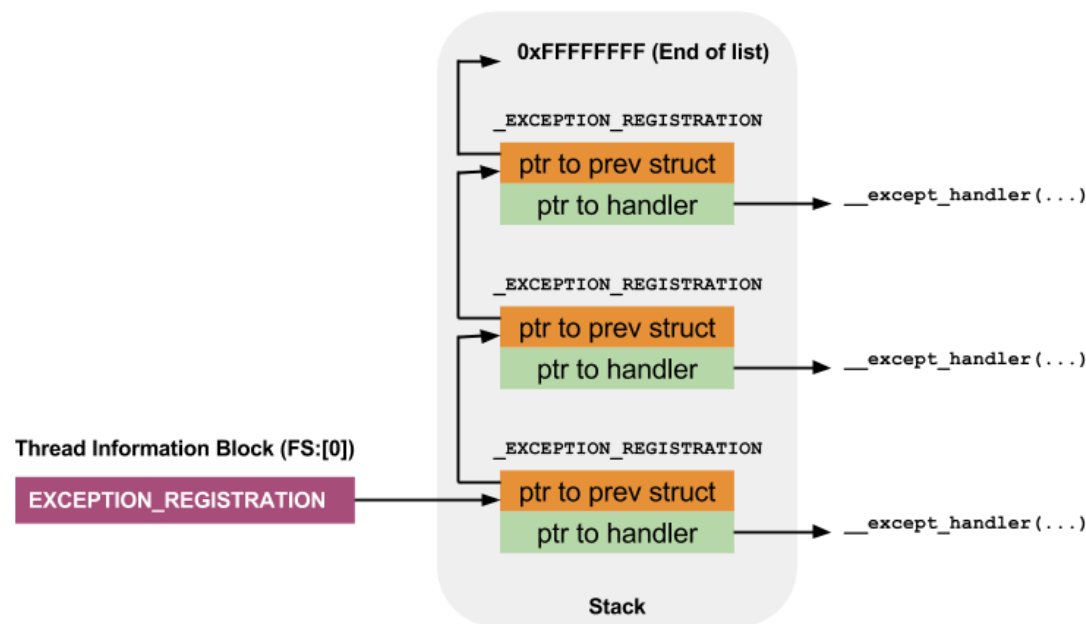 0xFFFFFFFF (End of list)
_EXCEPTION_REGISTRATION
ptr to prev struct
ptr to handler
__except_handler(...)
_EXCEPTION_REGISTRATION
ptr to prev struct
ptr to handler
__except_handler(...)
Thread Information Block (FS:[0])
EXCEPTION_REGISTRATION
_EXCEPTION_REGISTRATION
ptr to prev struct
ptr to handler
__except_handler(...)
Stack